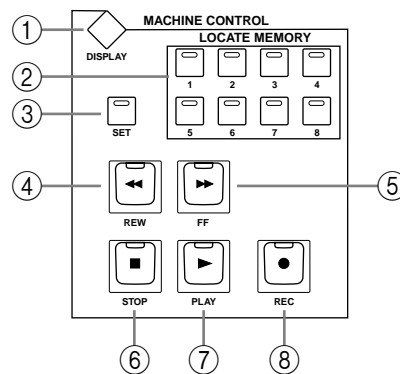 MACHINE CONTROL
1
LOCATE MEMORY
DISPLAY
2
1 2 3 4
3
SET
5 6 7 8
4
5
REW FF
STOP PLAY REC
6 7 8